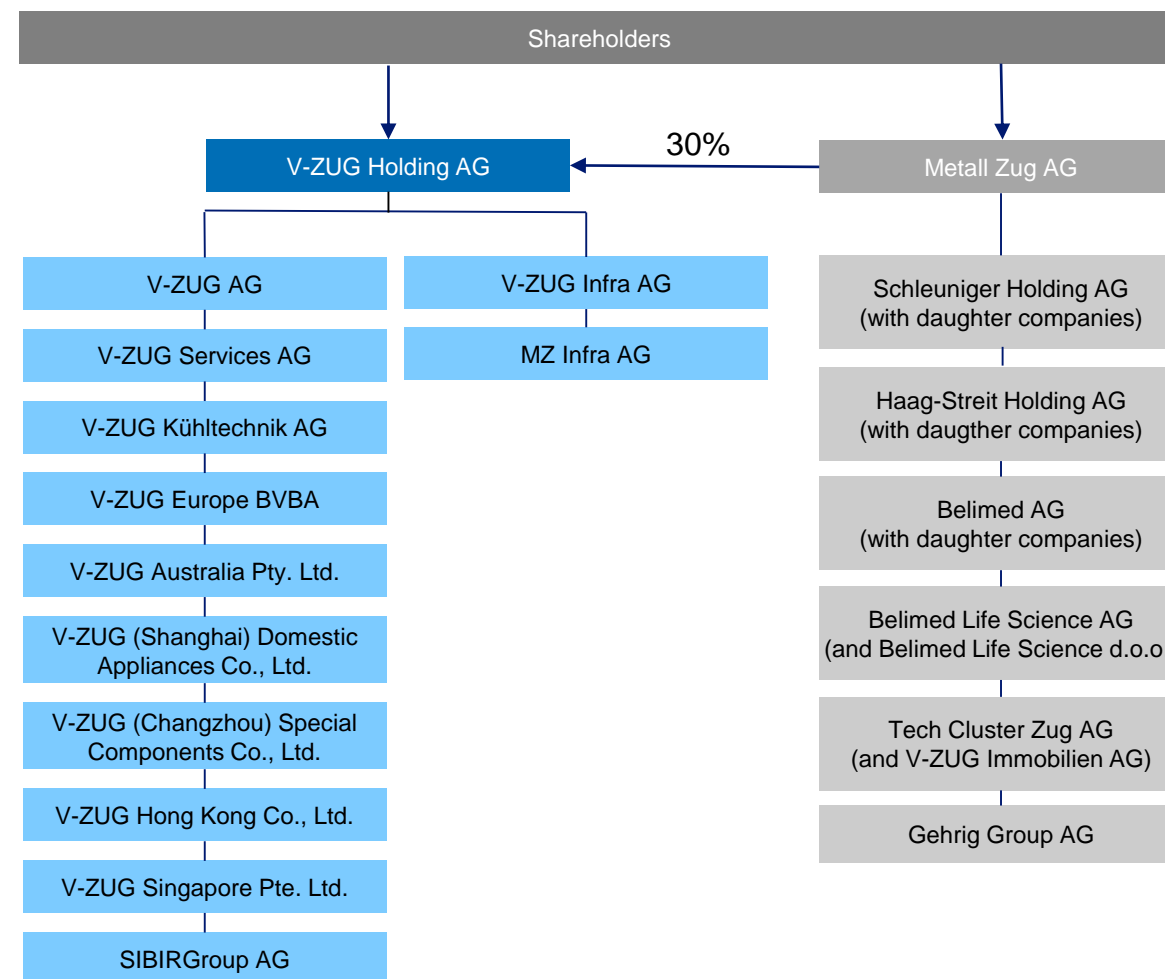 Shareholders
V-ZUG Holding AG
30%
Metall Zug AG
V-ZUG AG
V-ZUG Services AG
V-ZUG Kühltechnik AG
V-ZUG Europe BVBA
V-ZUG Australia Pty. Ltd.
V-ZUG (Shanghai) Domestic
Appliances Co., Ltd.
V-ZUG (Changzhou) Special
Components Co., Ltd.
V-ZUG Hong Kong Co., Ltd.
V-ZUG Singapore Pte. Ltd.
SIBIRGroup AG
V-ZUG Infra AG
MZ Infra AG
Schleuniger Holding AG
(with daughter companies)
Haag-Streit Holding AG
(with daugther companies)
Belimed AG
(with daughter companies)
Belimed Life Science AG
(and Belimed Life Science d.o.o
Tech Cluster Zug AG
(and V-ZUG Immobilien AG)
Gehrig Group AG